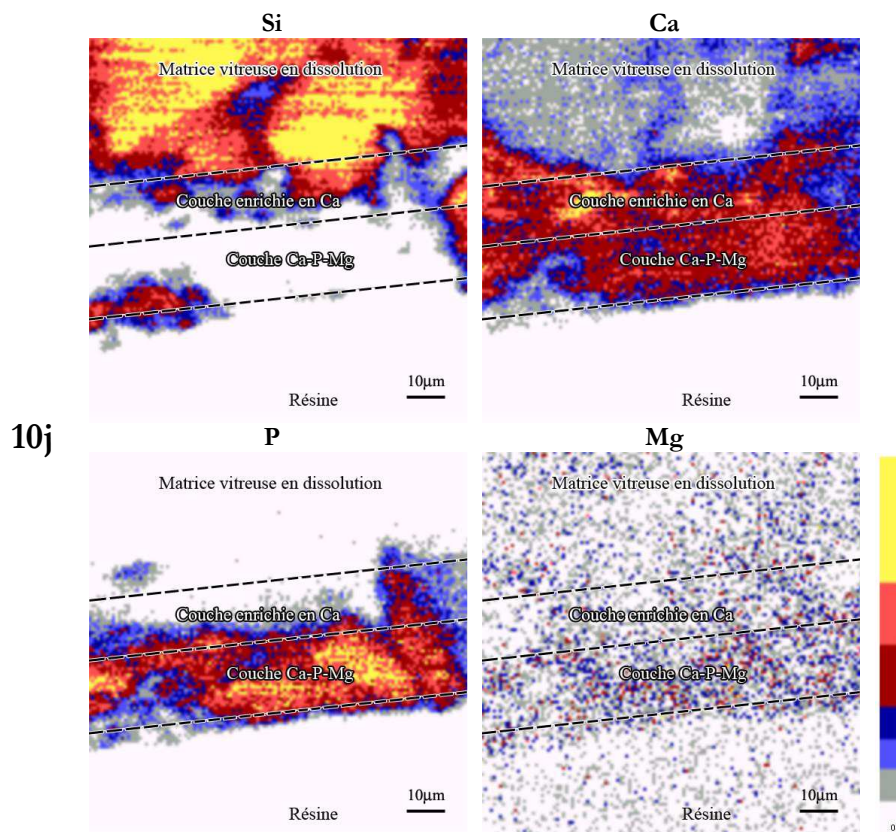 Si
Ca
Matrice vitreuse en dissolution
Matrice vitreuse en dissolution
Couche enrichie en Ca
Couche enrichie en Ca
Couche Ca-P-Mg
Couche Ca-P-Mg
10µm
10µm
Résine
Résine
10j
P
Mg
Matrice vitreuse en dissolution
Matrice vitreuse en dissolution
Couche enrichie en Ca
Couche enrichie en Ca
Couche Ca-P-Mg
Couche Ca-P-Mg
10µm
10µm
Résine
Résine
0